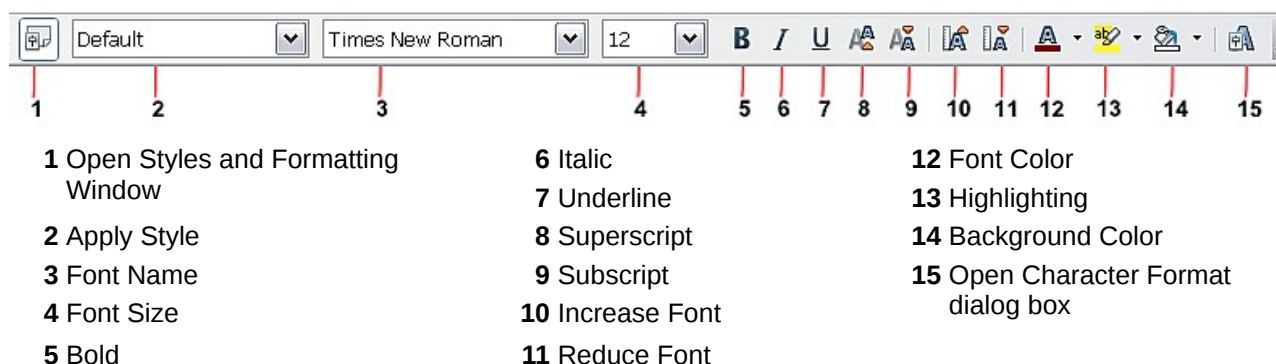 Default Times New Roman 12 B I U A A ab A
1 2 3 4 5 6 7 8 9 10 11 12 13 14 15
1 Open Styles and Formatting
Window
2 Apply Style
3 Font Name
4 Font Size
5 Bold
6 Italic
7 Underline
8 Superscript
9 Subscript
10 Increase Font
11 Reduce Font
12 Font Color
13 Highlighting
14 Background Color
15 Open Character Format
dialog box